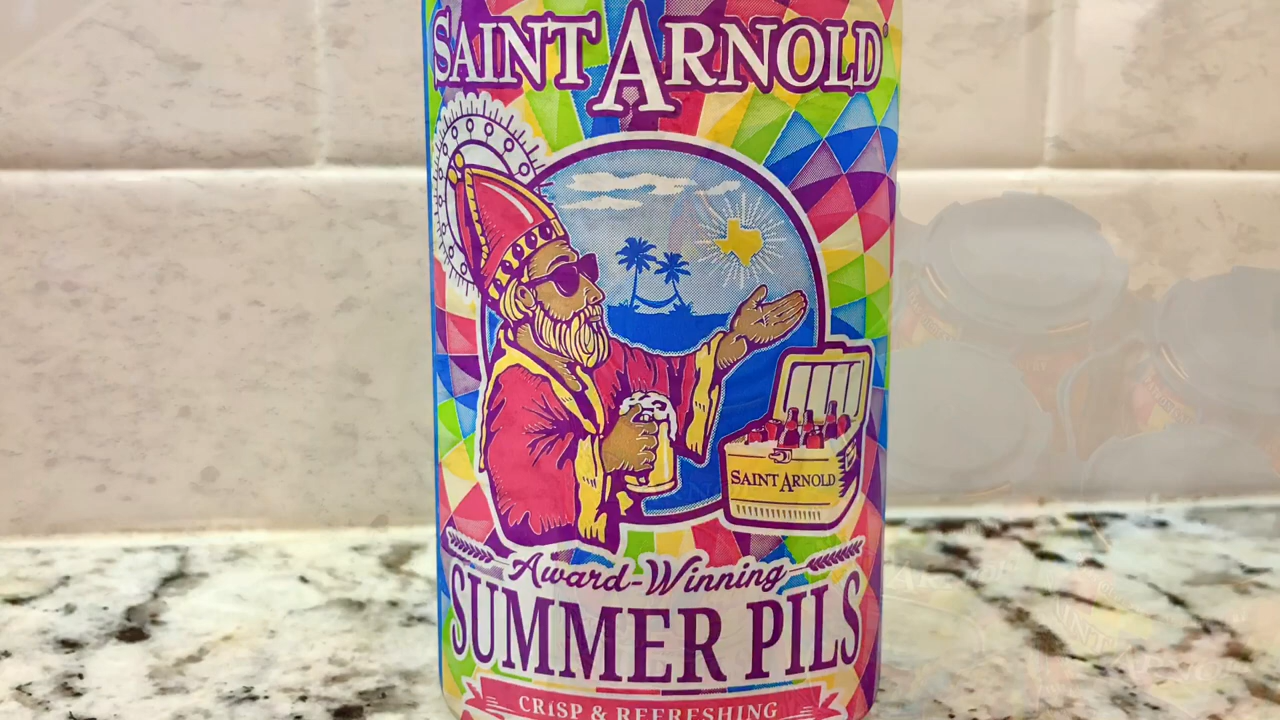 SAINT ARNOLD®
SAINT ARNOLD
Award-Winning
SUMMER PILS
CRISP & REFRESHING